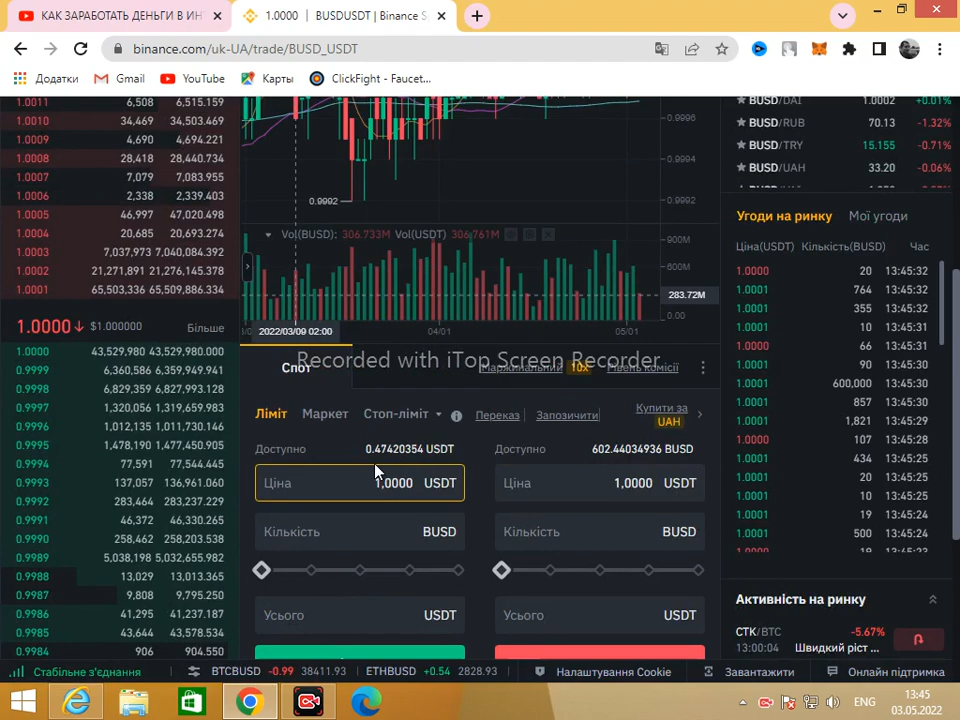 КАК ЗАРАБОТАТЬ ДЕНЬГИ В ИН
1.0000 | BUSDUSDT | Binance S
binance.com/uk-UA/trade/BUSD_USDT
Додатки Gmail YouTube Карты ClickFight - Faucet...
1.0011 6,508 6,515.159
1.0010 34,469 34,503.469
1.0009 4,690 4,694.221
1.0008 28,418 28,440.734
1.0007 7,079 7,083.955
1.0006 2,338 2,339.403
1.0005 46,997 47,020.498
1.0004 20,685 20,693.274
1.0003 7,037,973 7,040,084.392
1.0002 21,271,891 21,276,145.378
1.0001 65,503,336 65,509,886.334
1.0000↓ $1.000000 Більше
1.0000 43,529,980 43,529,980.000
0.9999 6,360,586 6,359,949.941
0.9998 6,829,359 6,827,993.128
0.9997 1,320,056 1,319,659.983
0.9996 1,012,135 1,011,730.146
0.9995 1,478,190 1,477,450.905
0.9994 77,591 77,544.445
0.9993 137,057 136,961.060
0.9992 283,464 283,237.229
0.9991 46,372 46,330.265
0.9990 258,462 258,203.538
0.9989 5,038,198 5,032,655.982
0.9988 13,029 13,013.365
0.9987 9,808 9,795.250
0.9986 41,295 41,237.187
0.9985 43,644 43,578.534
0.9984 906 904.550
0.9996
0.9994
0.9992
0.9992
Vol(BUSD): 306.733M Vol(USDT) 306.761M
900M
800M
283.72M
0.00
2022/03/09 02:00 04/01 05/01
Recorded with iTop Screen Recorder
Спот Маржинальний 10x Рівень комісії
Ліміт Маркет Стоп-ліміт Переказ Запозичити Купити за UAH
Доступно 0.47420354 USDT
Ціна 1,0000 USDT
Кількість BUSD
Усього USDT
Доступно 602.44034936 BUSD
Ціна 1,0000 USDT
Кількість BUSD
Усього USDT
BUSD/DAI 1.0002 +0.01%
BUSD/RUB 70.13 -1.32%
BUSD/TRY 15.155 -0.71%
BUSD/UAH 33.20 -0.06%
Угоди на ринку Мої угоди
Ціна(USDT) Кількість(BUSD) Час
1.0000 20 13:45:32
1.0001 764 13:45:32
1.0001 355 13:45:32
1.0001 10 13:45:31
1.0000 66 13:45:31
1.0001 90 13:45:30
1.0001 600,000 13:45:30
1.0001 857 13:45:30
1.0001 1,821 13:45:29
1.0000 107 13:45:28
1.0001 434 13:45:25
1.0001 20 13:45:25
1.0001 10 13:45:25
1.0001 19 13:45:24
1.0001 500 13:45:24
Активність на ринку
CTK/BTC -5.67%
13:00:04 Швидкий ріст ...
Стабільне з'єднання BTCBUSD -0.99 38411.93 ETHBUSD +0.54 2828.93 Налаштування Cookie Завантажити Онлайн підтримка
ENG
13:45
03.05.2022